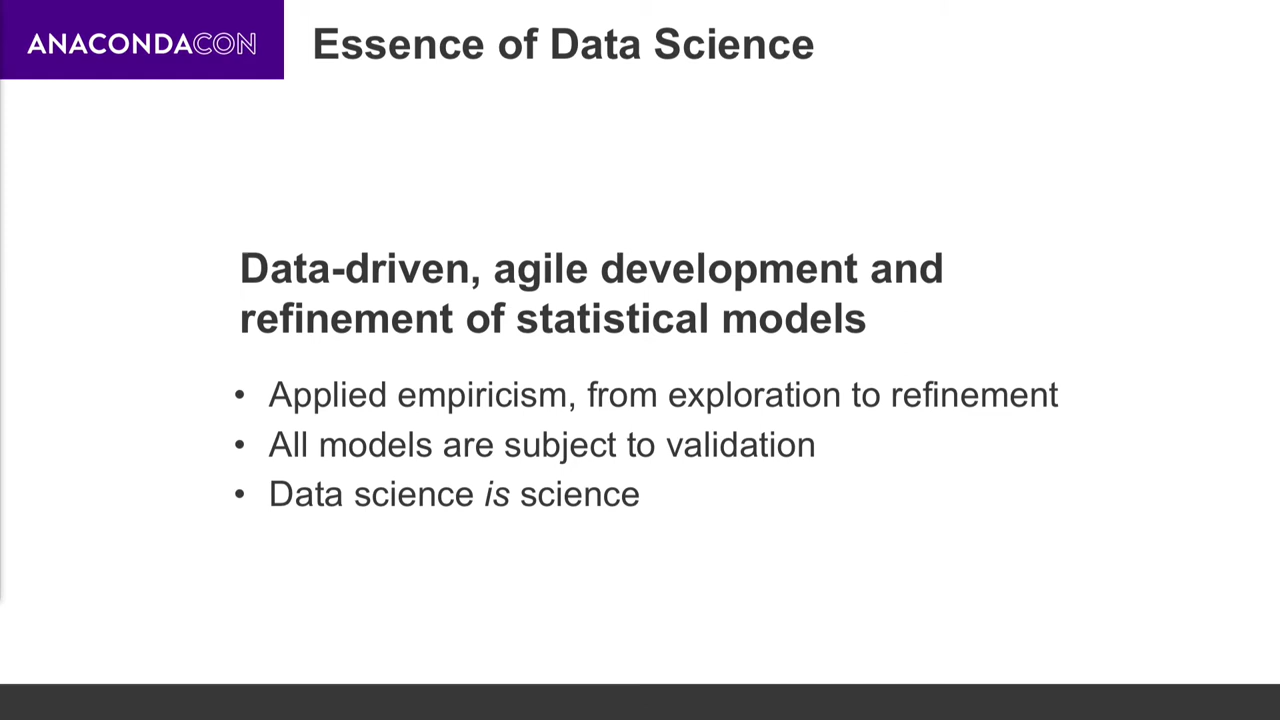 ANACONDACON
Essence of Data Science
Data-driven, agile development and
refinement of statistical models
• Applied empiricism, from exploration to refinement
• All models are subject to validation
• Data science is science